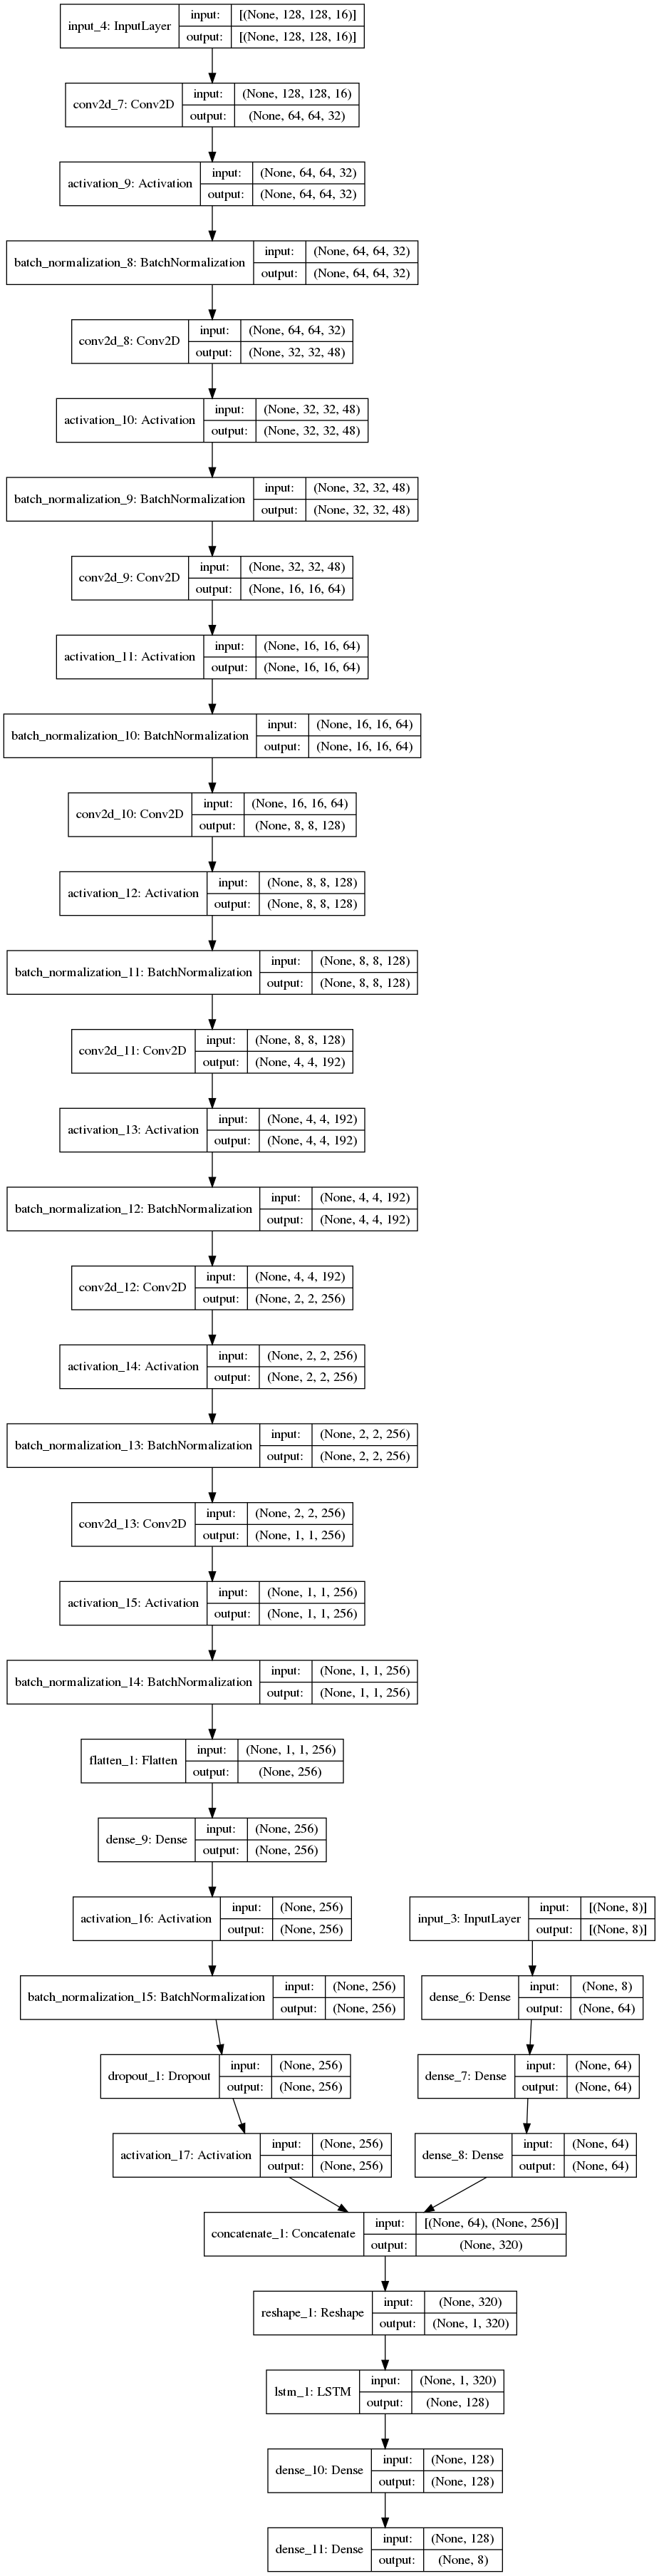 input_4: InputLayer
input: [(None, 128, 128, 16)]
output: [(None, 128, 128, 16)]
conv2d_7: Conv2D
input: (None, 128, 128, 16)
output: (None, 64, 64, 32)
activation_9: Activation
input: (None, 64, 64, 32)
output: (None, 64, 64, 32)
batch_normalization_8: BatchNormalization
input: (None, 64, 64, 32)
output: (None, 64, 64, 32)
conv2d_8: Conv2D
input: (None, 64, 64, 32)
output: (None, 32, 32, 48)
activation_10: Activation
input: (None, 32, 32, 48)
output: (None, 32, 32, 48)
batch_normalization_9: BatchNormalization
input: (None, 32, 32, 48)
output: (None, 32, 32, 48)
conv2d_9: Conv2D
input: (None, 32, 32, 48)
output: (None, 16, 16, 64)
activation_11: Activation
input: (None, 16, 16, 64)
output: (None, 16, 16, 64)
batch_normalization_10: BatchNormalization
input: (None, 16, 16, 64)
output: (None, 16, 16, 64)
conv2d_10: Conv2D
input: (None, 16, 16, 64)
output: (None, 8, 8, 128)
activation_12: Activation
input: (None, 8, 8, 128)
output: (None, 8, 8, 128)
batch_normalization_11: BatchNormalization
input: (None, 8, 8, 128)
output: (None, 8, 8, 128)
conv2d_11: Conv2D
input: (None, 8, 8, 128)
output: (None, 4, 4, 192)
activation_13: Activation
input: (None, 4, 4, 192)
output: (None, 4, 4, 192)
batch_normalization_12: BatchNormalization
input: (None, 4, 4, 192)
output: (None, 4, 4, 192)
conv2d_12: Conv2D
input: (None, 4, 4, 192)
output: (None, 2, 2, 256)
activation_14: Activation
input: (None, 2, 2, 256)
output: (None, 2, 2, 256)
batch_normalization_13: BatchNormalization
input: (None, 2, 2, 256)
output: (None, 2, 2, 256)
conv2d_13: Conv2D
input: (None, 2, 2, 256)
output: (None, 1, 1, 256)
activation_15: Activation
input: (None, 1, 1, 256)
output: (None, 1, 1, 256)
batch_normalization_14: BatchNormalization
input: (None, 1, 1, 256)
output: (None, 1, 1, 256)
flatten_1: Flatten
input: (None, 1, 1, 256)
output: (None, 256)
dense_9: Dense
input: (None, 256)
output: (None, 256)
activation_16: Activation
input: (None, 256)
output: (None, 256)
input_3: InputLayer
input: [(None, 8)]
output: [(None, 8)]
batch_normalization_15: BatchNormalization
input: (None, 256)
output: (None, 256)
dense_6: Dense
input: (None, 8)
output: (None, 64)
dropout_1: Dropout
input: (None, 256)
output: (None, 256)
dense_7: Dense
input: (None, 64)
output: (None, 64)
activation_17: Activation
input: (None, 256)
output: (None, 256)
dense_8: Dense
input: (None, 64)
output: (None, 64)
concatenate_1: Concatenate
input: [(None, 64), (None, 256)]
output: (None, 320)
reshape_1: Reshape
input: (None, 320)
output: (None, 1, 320)
lstm_1: LSTM
input: (None, 1, 320)
output: (None, 128)
dense_10: Dense
input: (None, 128)
output: (None, 128)
dense_11: Dense
input: (None, 128)
output: (None, 8)